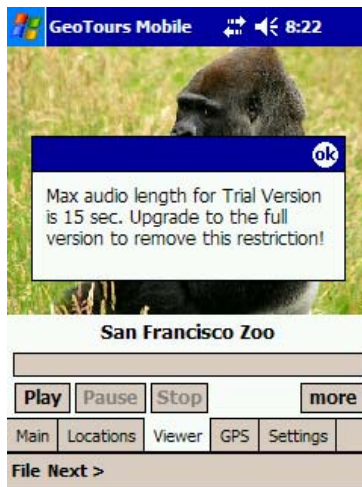 GeoTours Mobile 8:22
ok
Max audio length for Trial Version
is 15 sec. Upgrade to the full
version to remove this restriction!
San Francisco Zoo
Play Pause Stop more
Main Locations Viewer GPS Settings
File Next >